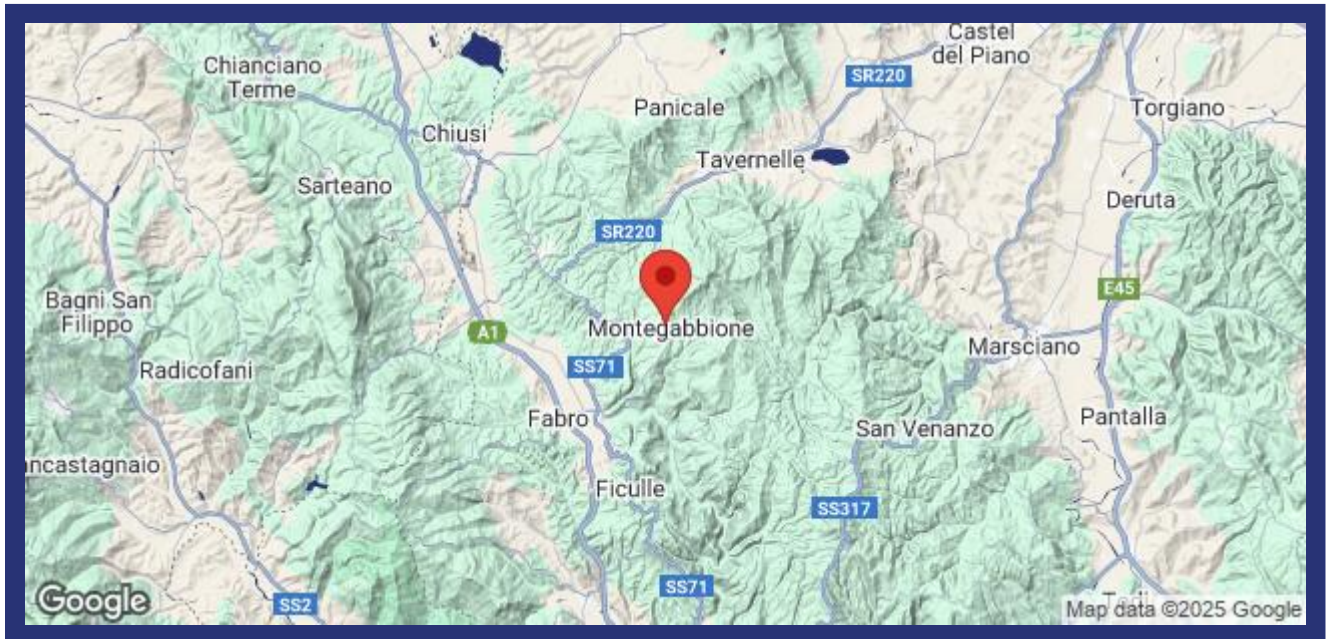 Castel
del Piano
Chianciano
Terme
SR220
Panicale
Torgiano
Chiusi
Tavernelle
Sarteano
Deruta
SR220
Bagni San
Filippo
E45
Montegabbione
A1
Marsciano
Radicofani
SS71
Fabro
Pantalla
San Venanzo
ncastagnaio
Ficulle
SS317
SS71
Google
SS2
Map data ©2025 Google